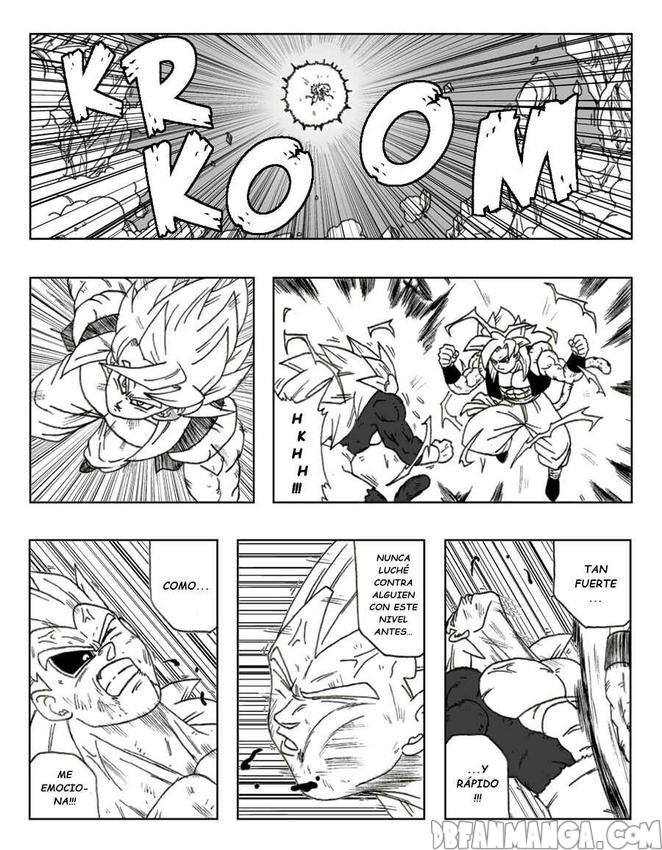 KR
KOOM
HKHH!!!
TAN
FUERTE
...
...Y
RÁPIDO
!!!
NUNCA
LUCHÉ
CONTRA
ALGUIEN
CON ESTE
NIVEL
ANTES...
COMO...
ME
EMOCIO-
NA!!!
DBFANMANGA.COM